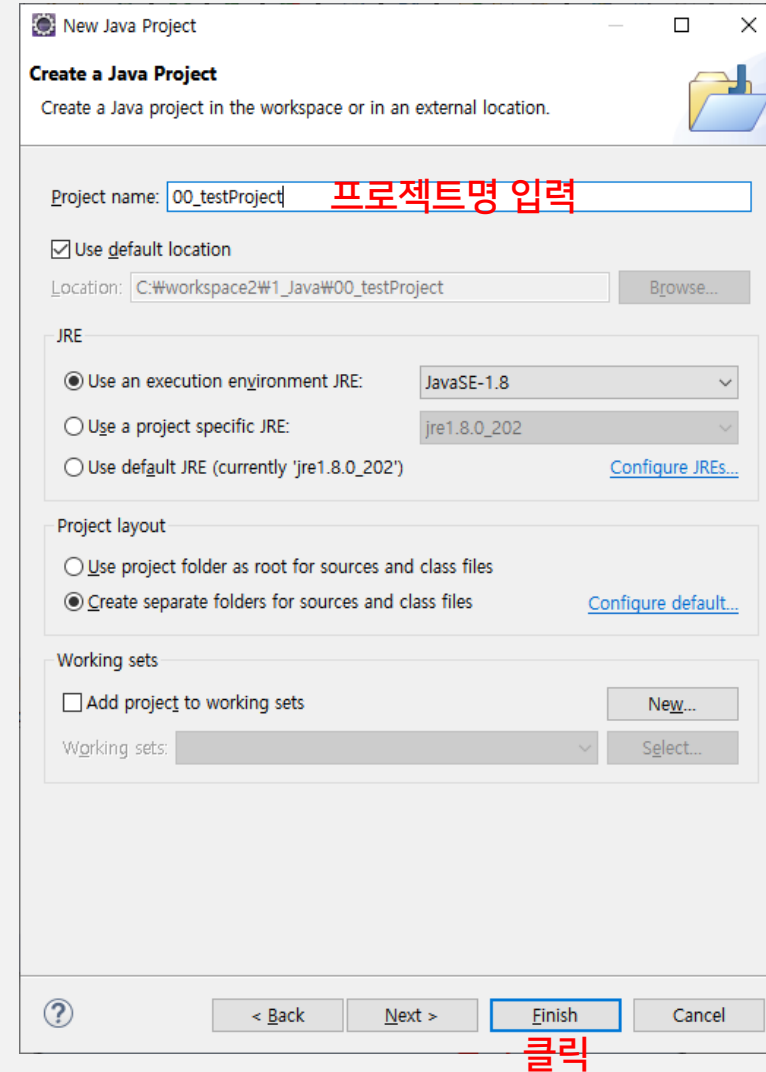 New Java Project
Create a Java Project
Create a Java project in the workspace or in an external location.
Project name: 00_testProject 프로젝트명 입력
Use default location
Location: C:₩workspace2₩1_Java₩00_testProject Browse...
JRE
Use an execution environment JRE: JavaSE-1.8
Use a project specific JRE: jre1.8.0_202
Use default JRE (currently 'jre1.8.0_202') Configure JREs...
Project layout
Use project folder as root for sources and class files
Create separate folders for sources and class files Configure default...
Working sets
Add project to working sets New...
Working sets: Select...
? < Back Next > Finish Cancel
클릭